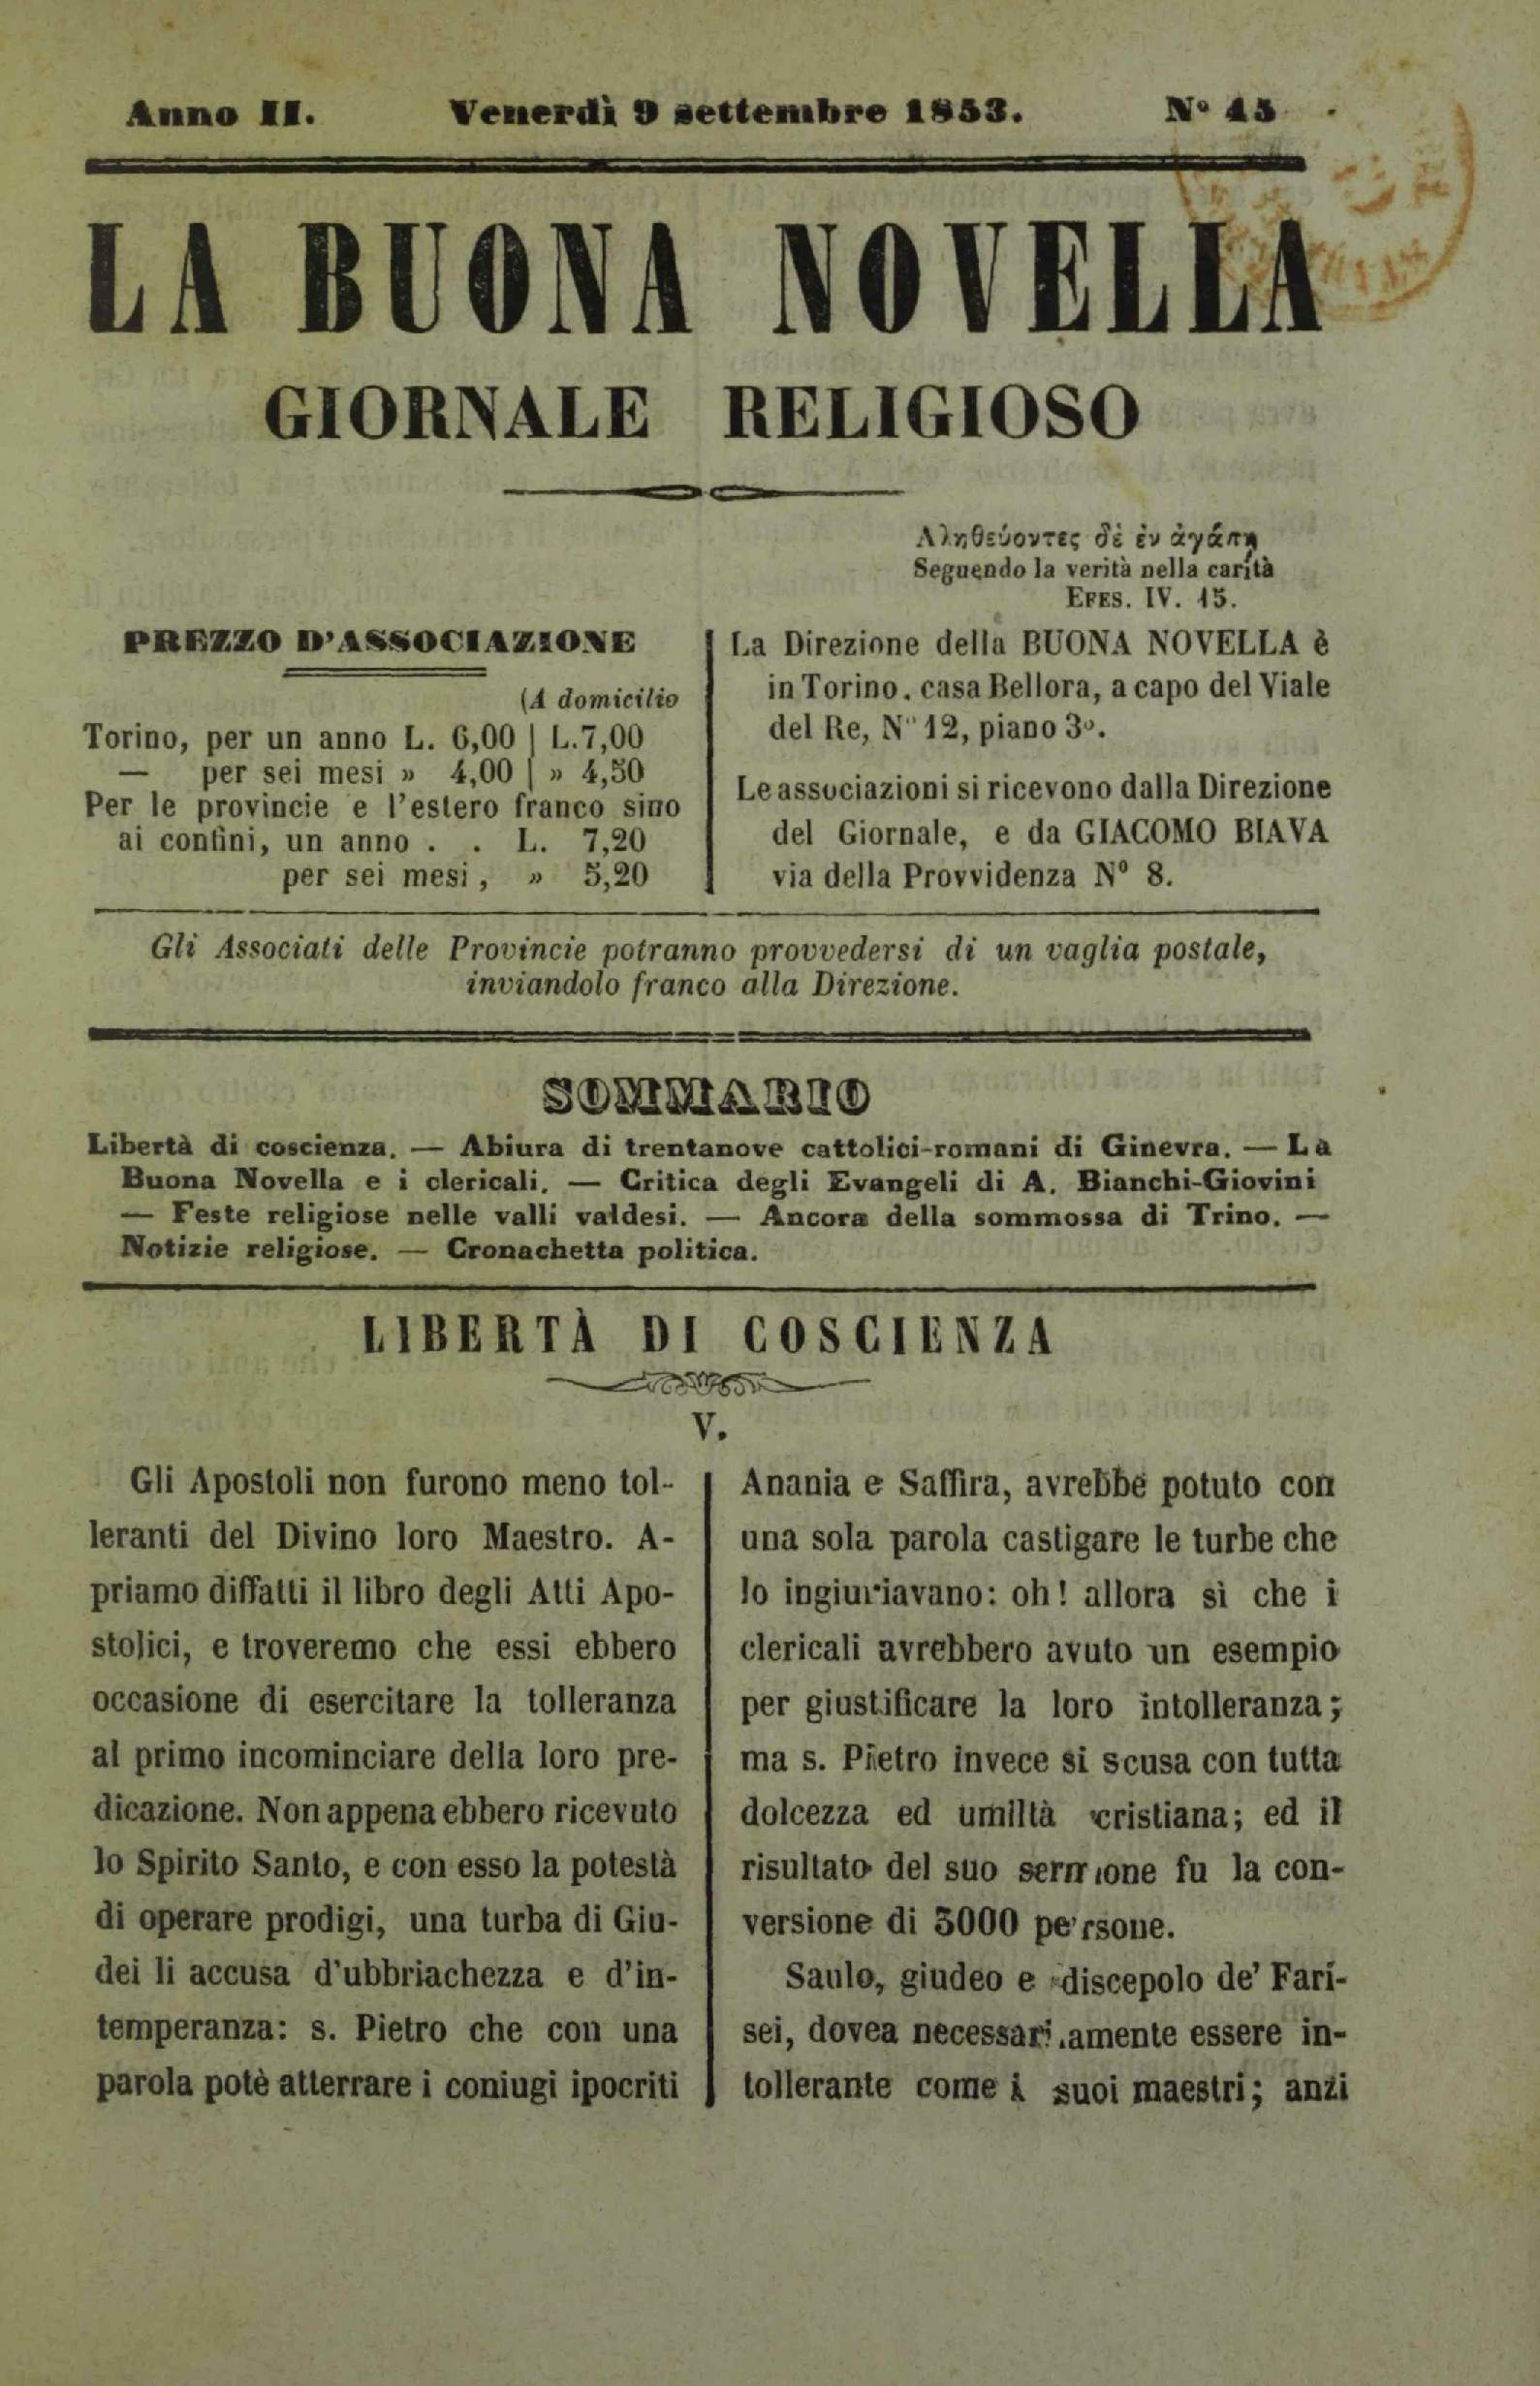 Anno II. Venerdì 9 settembre 1853. N° 45
LA BUONA NOVELLA
GIORNALE RELIGIOSO
Αληθεύοντες δὲ ἐν ἀγάπῃ
Seguendo la verità nella carità
EFES. IV. 15.
PREZZO D'ASSOCIAZIONE
(A domicilio
Torino, per un anno L. 6,00 | L.7,00
— per sei mesi » 4,00 | » 4,50
Per le provincie e l'estero franco sino
ai confini, un anno . . L. 7,20
per sei mesi, » 5,20
La Direzione della BUONA NOVELLA è
in Torino, casa Bellora, a capo del Viale
del Re, N° 12, piano 3°.
Le associazioni si ricevono dalla Direzione
del Giornale, e da GIACOMO BIAVA
via della Provvidenza N° 8.
Gli Associati delle Provincie potranno provvedersi di un vaglia postale,
inviandolo franco alla Direzione.
SOMMARIO
Libertà di coscienza. — Abiura di trentanove cattolici-romani di Ginevra. — La
Buona Novella e i clericali. — Critica degli Evangeli di A. Bianchi-Giovini
— Feste religiose nelle valli valdesi. — Ancora della sommossa di Trino. —
Notizie religiose. — Cronachetta politica.
LIBERTÀ DI COSCIENZA
V.
Gli Apostoli non furono meno tol-
leranti del Divino loro Maestro. A-
priamo diffatti il libro degli Atti Apo-
stolici, e troveremo che essi ebbero
occasione di esercitare la tolleranza
al primo incominciare della loro pre-
dicazione. Non appena ebbero ricevuto
lo Spirito Santo, e con esso la potestà
di operare prodigi, una turba di Giu-
dei li accusa d'ubbriachezza e d'in-
temperanza: s. Pietro che con una
parola potè atterrare i coniugi ipocriti
Anania e Saffira, avrebbe potuto con
una sola parola castigare le turbe che
lo ingiuriavano: oh! allora sì che i
clericali avrebbero avuto un esempio
per giustificare la loro intolleranza;
ma s. Pietro invece si scusa con tutta
dolcezza ed umiltà cristiana; ed il
risultato del suo sermone fu la con-
versione di 3000 persone.
Saulo, giudeo e discepolo de' Fari-
sei, dovea necessariamente essere in-
tollerante come i suoi maestri; anzi